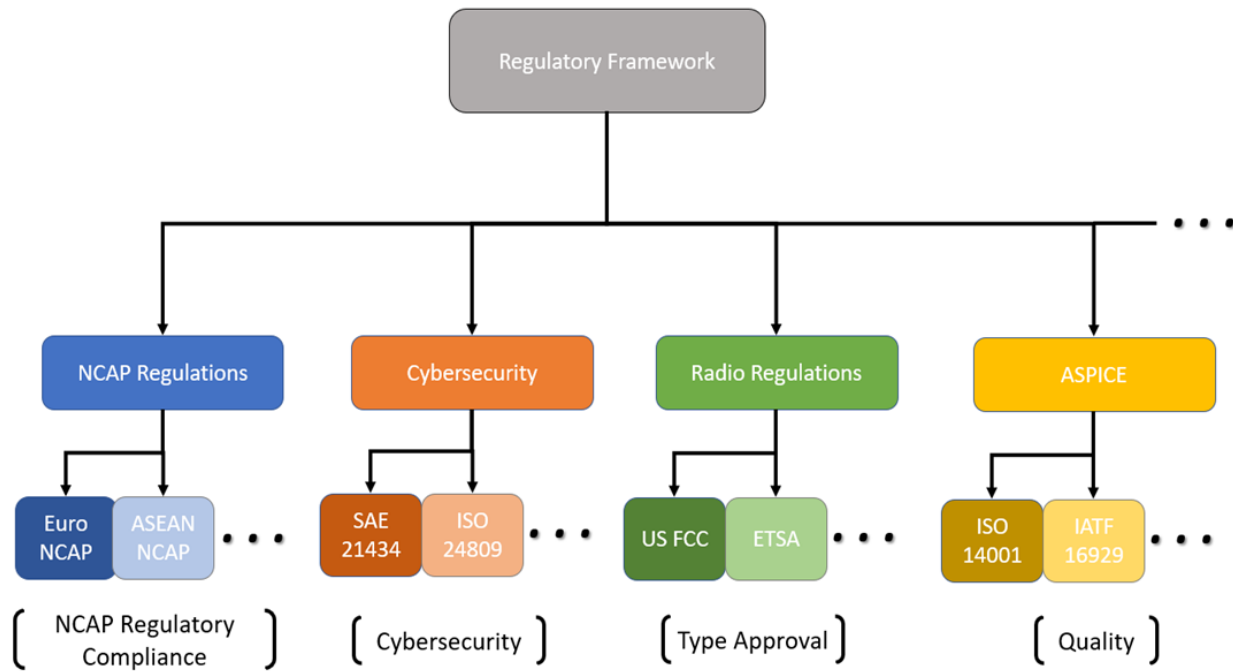 Regulatory Framework
NCAP Regulations
Cybersecurity
Radio Regulations
ASPICE
Euro
NCAP
ASEAN
NCAP
SAE
21434
ISO
24809
US FCC
ETSA
ISO
14001
IATF
16929
NCAP Regulatory
Compliance
Cybersecurity
Type Approval
Quality